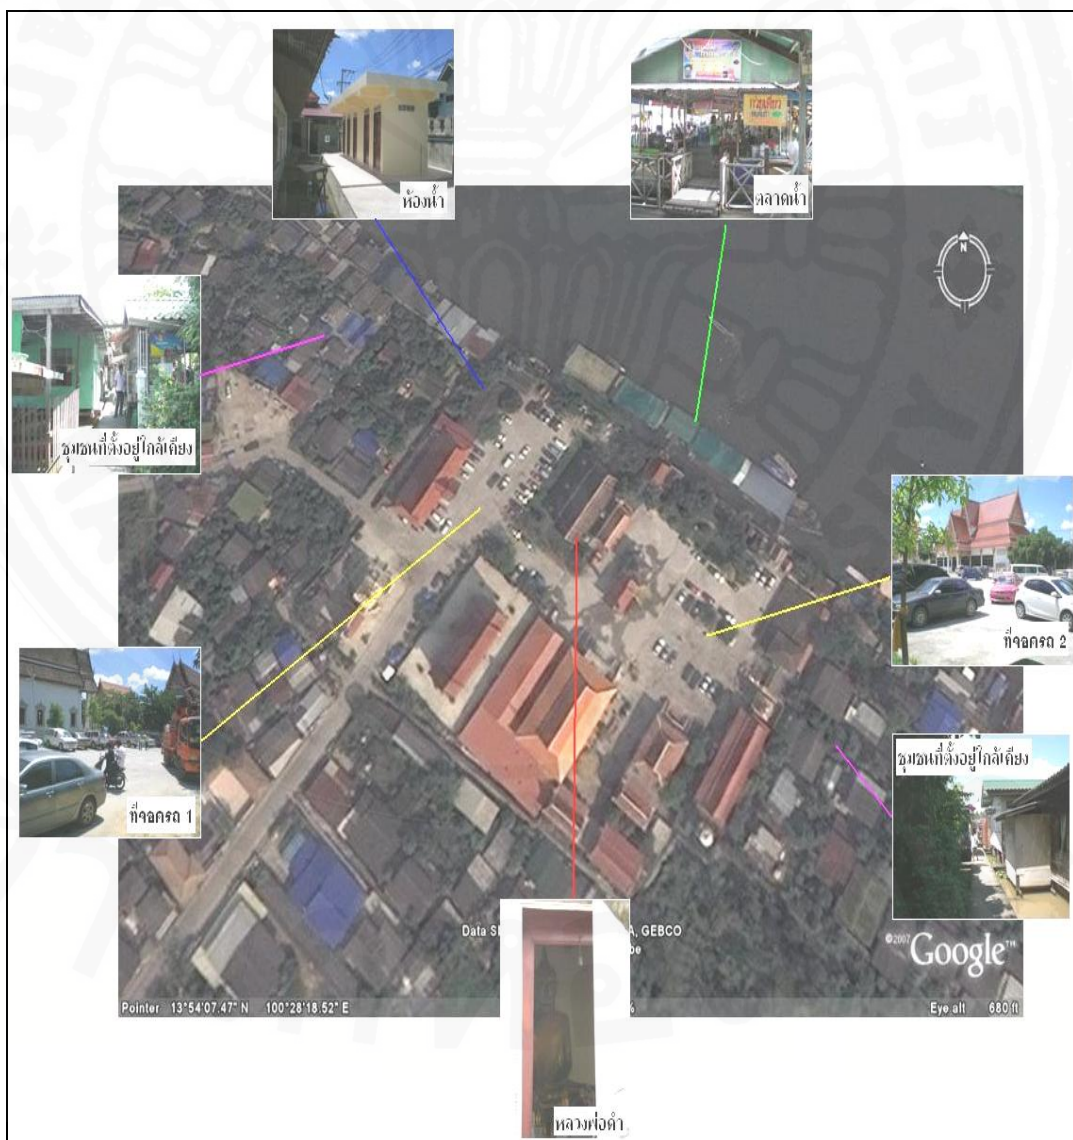 ห้องน้ำ
ตลาดน้ำ
N
ชุมชนที่ตั้งอยู่ใกล้เคียง
ที่จอดรถ 2
ชุมชนที่ตั้งอยู่ใกล้เคียง
ที่จอดรถ 1
Data SI
A, GEBCO
be
©2007 Google™
Pointer 13°54'07.47" N 100°28'18.52" E
%
Eye alt 680 ft
หลวงพ่อดำ